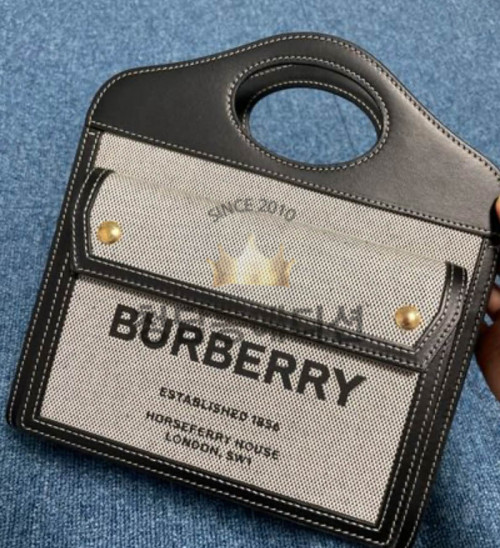 SINCE 2010
BURBERRY
ESTABLISHED 1856
HORSEFERRY HOUSE
LONDON, SW1